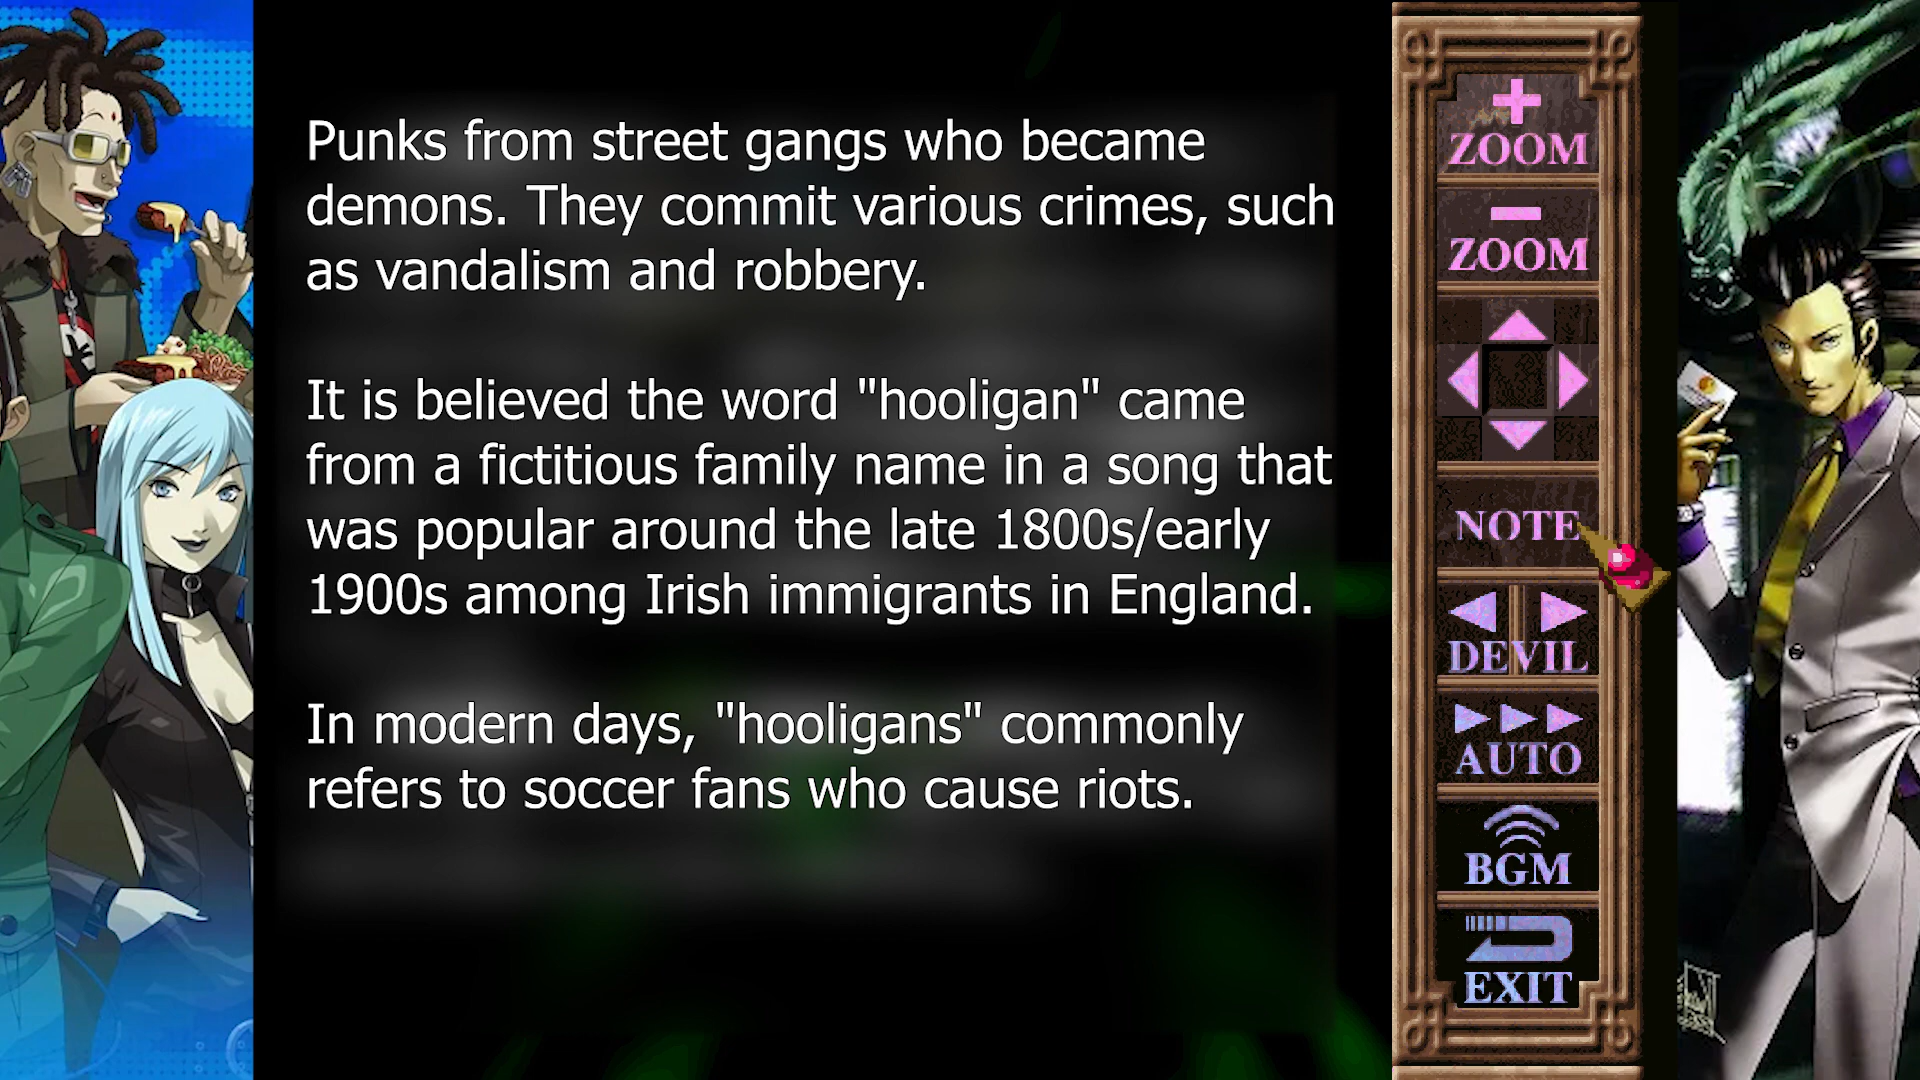 Punks from street gangs who became
demons. They commit various crimes, such
as vandalism and robbery.
It is believed the word "hooligan" came
from a fictitious family name in a song that
was popular around the late 1800s/early
1900s among Irish immigrants in England.
In modern days, "hooligans" commonly
refers to soccer fans who cause riots.
ZOOM
ZOOM
NOTE
DEVIL
AUTO
BGM
EXIT